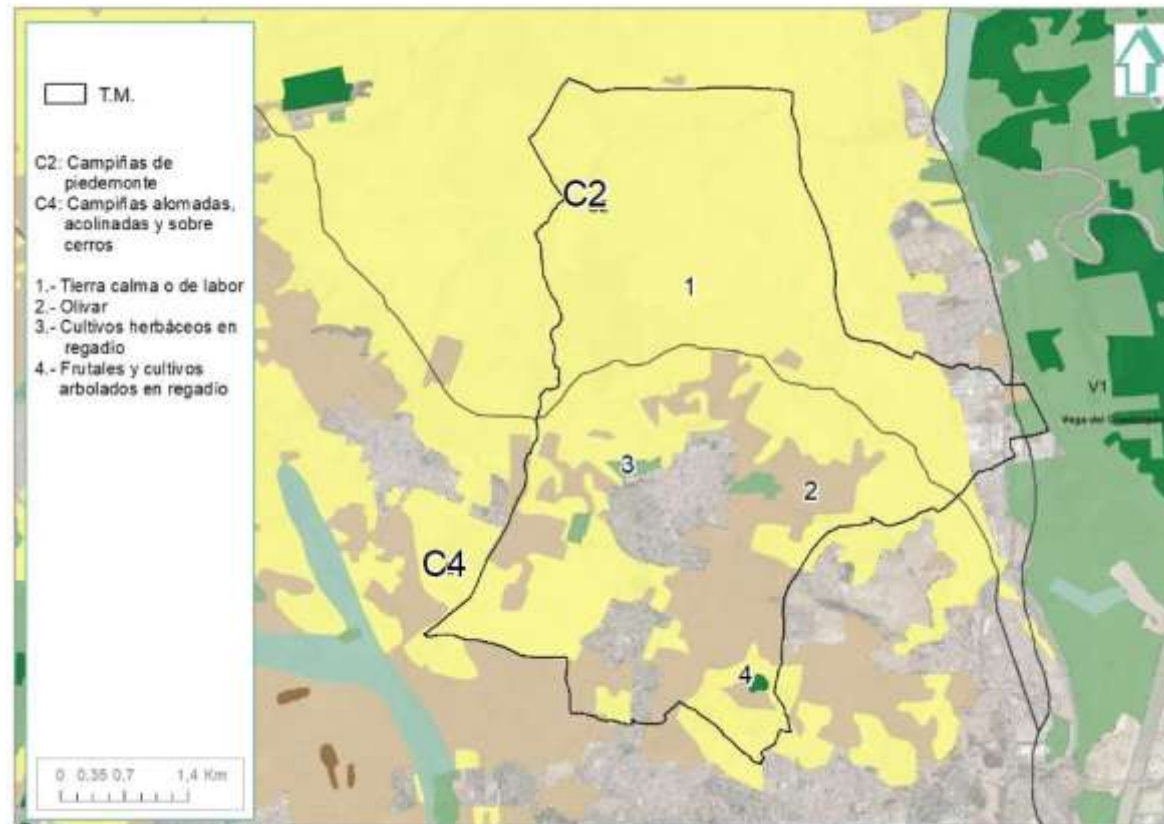 T.M.
C2: Campiñas de
piedemonte
C4: Campiñas alomadas,
acolinadas y sobre
cerros
1.- Tierra calma o de labor
2.- Olivar
3.- Cultivos herbáceos en
regadío
4.- Frutales y cultivos
arbolados en regadío
0 0,35 0,7 1,4 Km
C2
1
V1
Vega del
3
2
C4
4